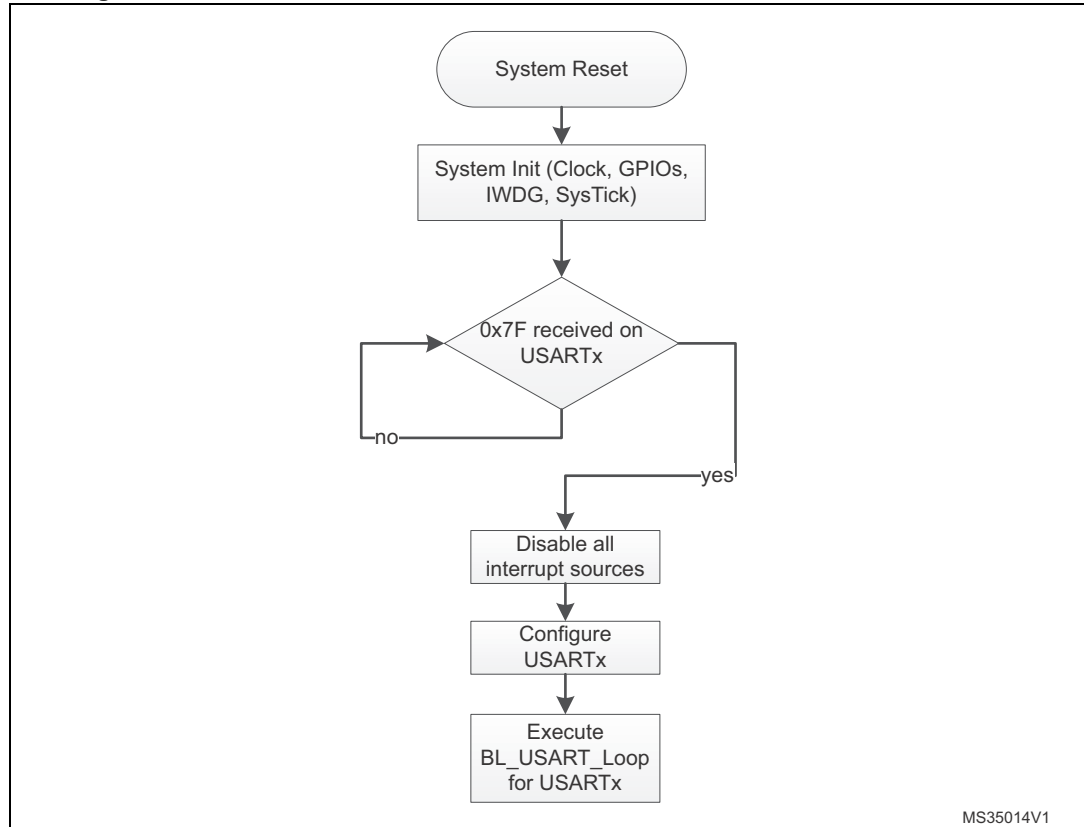 System Reset
System Init (Clock, GPIOs,
IWDG, SysTick)
0x7F received on
USARTx
no
yes
Disable all
interrupt sources
Configure
USARTx
Execute
BL_USART_Loop
for USARTx
MS35014V1